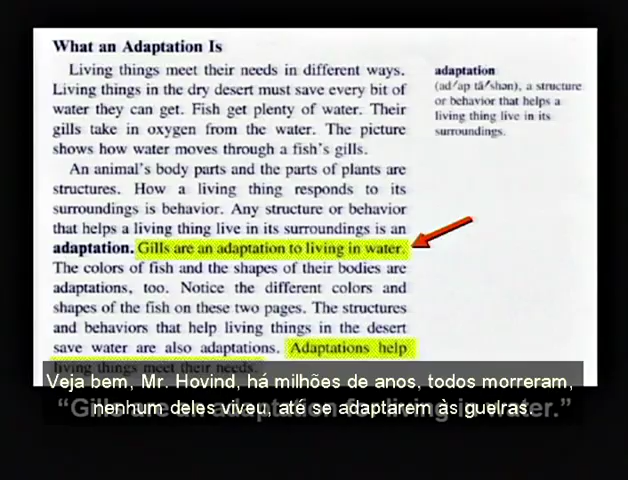 What an Adaptation Is
Living things meet their needs in different ways.
Living things in the dry desert must save every bit of
water they can get. Fish get plenty of water. Their
gills take in oxygen from the water. The picture
shows how water moves through a fish's gills.
An animal's body parts and the parts of plants are
structures. How a living thing responds to its
surroundings is behavior. Any structure or behavior
that helps a living thing live in its surroundings is an
adaptation. Gills are an adaptation to living in water.
The colors of fish and the shapes of their bodies are
adaptations, too. Notice the different colors and
shapes of the fish on these two pages. The structures
and behaviors that help living things in the desert
save water are also adaptations. Adaptations help
living things meet their needs.
adaptation
(ad′ap tā′shən), a structure
or behavior that helps a
living thing live in its
surroundings.
Veja bem, Mr. Hovind, há milhões de anos, todos morreram,
nenhum deles viveu, até se adaptarem às guelras.
“Gills are an adaptation for living in water.”